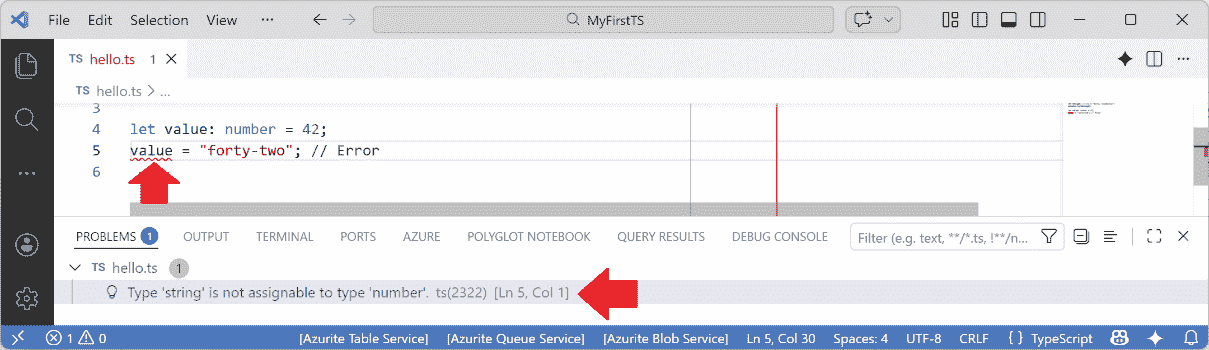 File Edit Selection View ··· MyFirstTS
TS hello.ts 1
TS hello.ts > ...
3
4 let value: number = 42;
5 value = "forty-two"; // Error
6
PROBLEMS 1 OUTPUT TERMINAL PORTS AZURE POLYGLOT NOTEBOOK QUERY RESULTS DEBUG CONSOLE Filter (e.g. text, **/*.ts, !**/n...
TS hello.ts 1
Type 'string' is not assignable to type 'number'. ts(2322) [Ln 5, Col 1]
1 0 [Azurite Table Service] [Azurite Queue Service] [Azurite Blob Service] Ln 5, Col 30 Spaces: 4 UTF-8 CRLF { } TypeScript